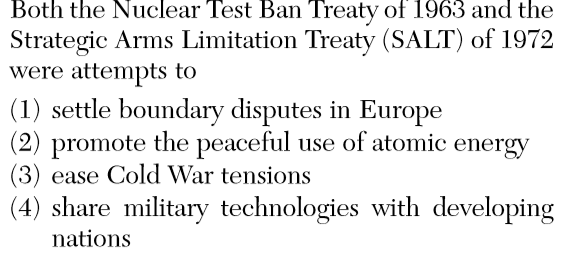 Both the Nuclear Test Ban Treaty of 1963 and the
Strategic Arms Limitation Treaty (SALT) of 1972
were attempts to
(1) settle boundary disputes in Europe
(2) promote the peaceful use of atomic energy
(3) ease Cold War tensions
(4) share military technologies with developing
nations